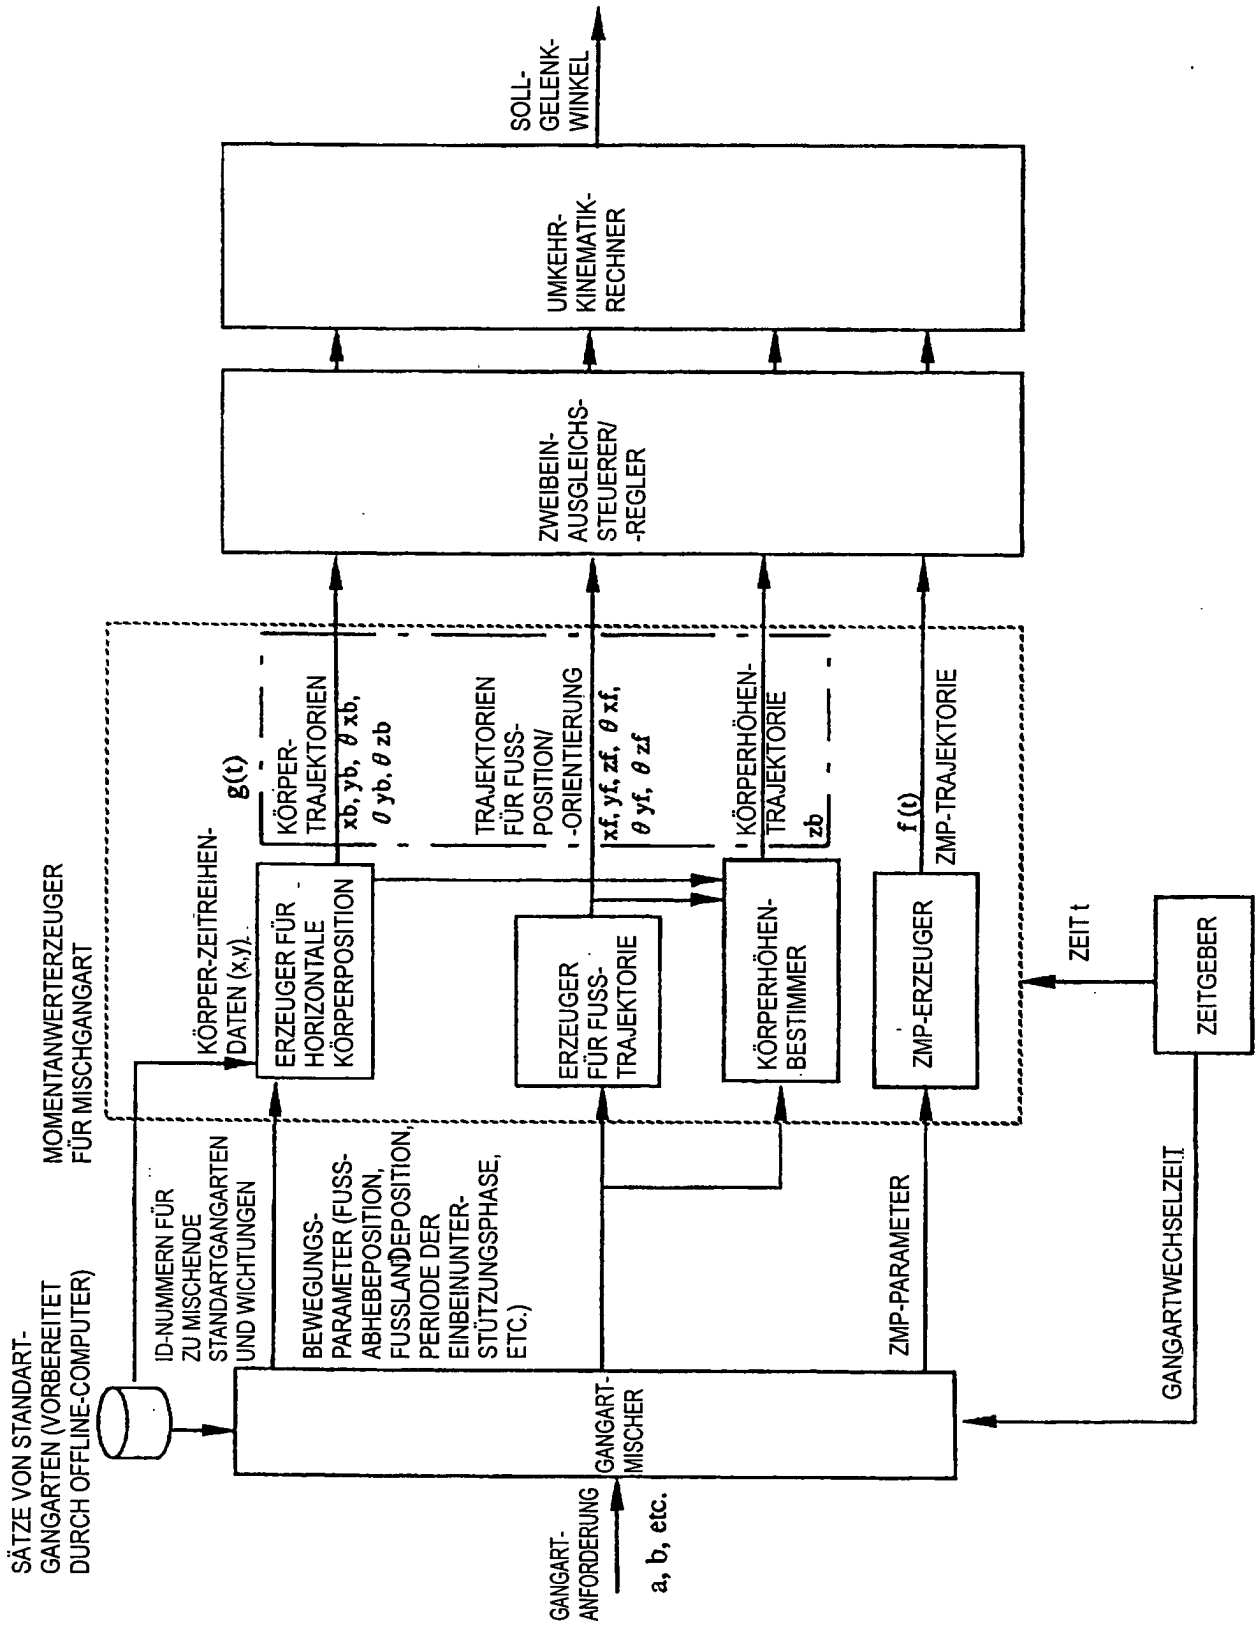 SÄTZE VON STANDART-
GANGARTEN (VORBEREITET
DURCH OFFLINE-COMPUTER)
GANGART-
ANFORDERUNG
a, b, etc.
GANGART-
MISCHER
ID-NUMMERN FÜR
ZU MISCHENDE
STANDARTGANGARTEN
UND WICHTUNGEN
BEWEGUNGS-
PARAMETER (FUSS-
ABHEBEPOSITION,
FUSSLANDEPOSITION,
PERIODE DER
EINBEINUNTER-
STÜTZUNGSPHASE,
ETC.)
ZMP-PARAMETER
GANGARTWECHSELZEIT
MOMENTANWERTERZEUGER
FÜR MISCHGANGART
KÖRPER-ZEITREIHEN-
DATEN (x,y)
ERZEUGER FÜR
HORIZONTALE
KÖRPERPOSITION
ERZEUGER
FÜR FUSS-
TRAJEKTORIE
KÖRPERHÖHEN-
BESTIMMER
ZMP-ERZEUGER
ZEIT t
ZEITGEBER
g(t)
KÖRPER-
TRAJEKTORIEN
xb, yb, θ xb,
θ yb, θ zb
TRAJEKTORIEN
FÜR FUSS-
POSITION/
-ORIENTIERUNG
xf, yf, zf, θ xf,
θ yf, θ zf
KÖRPERHÖHEN-
TRAJEKTORIE
zb
f (t)
ZMP-TRAJEKTORIE
ZWEIBEIN-
AUSGLEICHS-
STEUERER/
-REGLER
UMKEHR-
KINEMATIK-
RECHNER
SOLL-
GELENK-
WINKEL